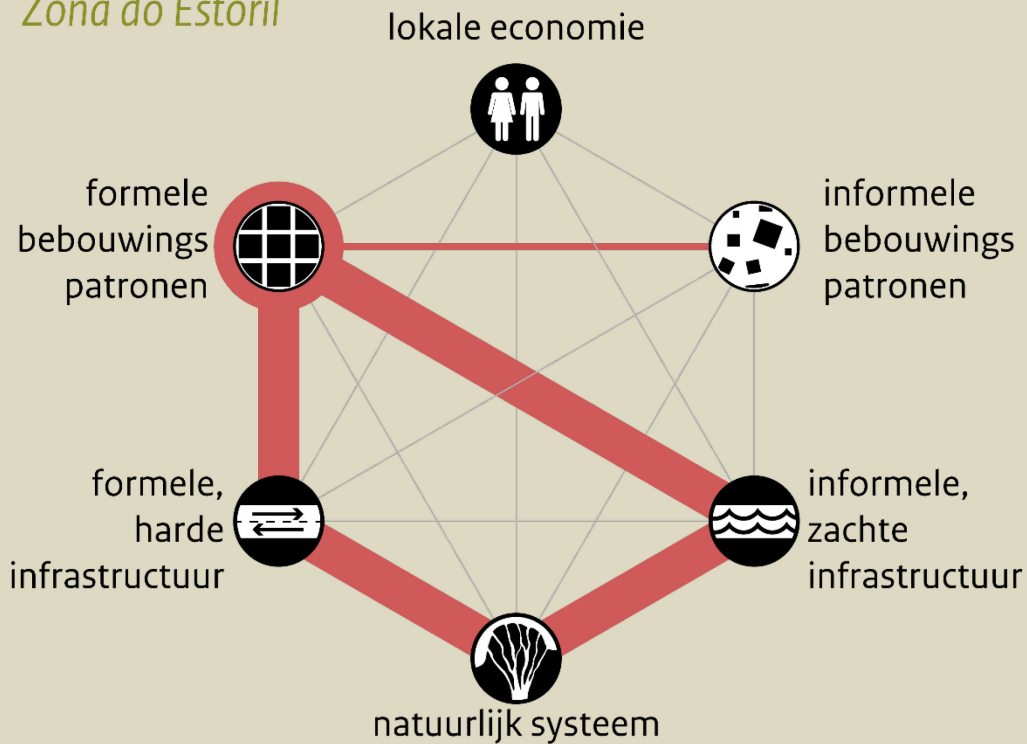 Zona do Estoril
lokale economie
formele
bebouwings
patronen
informele
bebouwings
patronen
formele,
harde
infrastructuur
informele,
zachte
infrastructuur
natuurlijk systeem